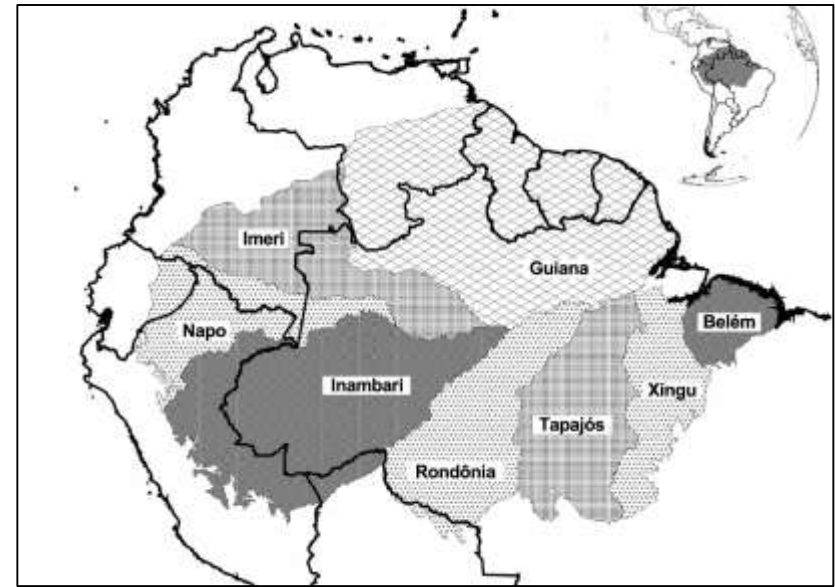 Imeri
Guiana
Napo
Belém
Inambari
Xingu
Tapajós
Rondônia